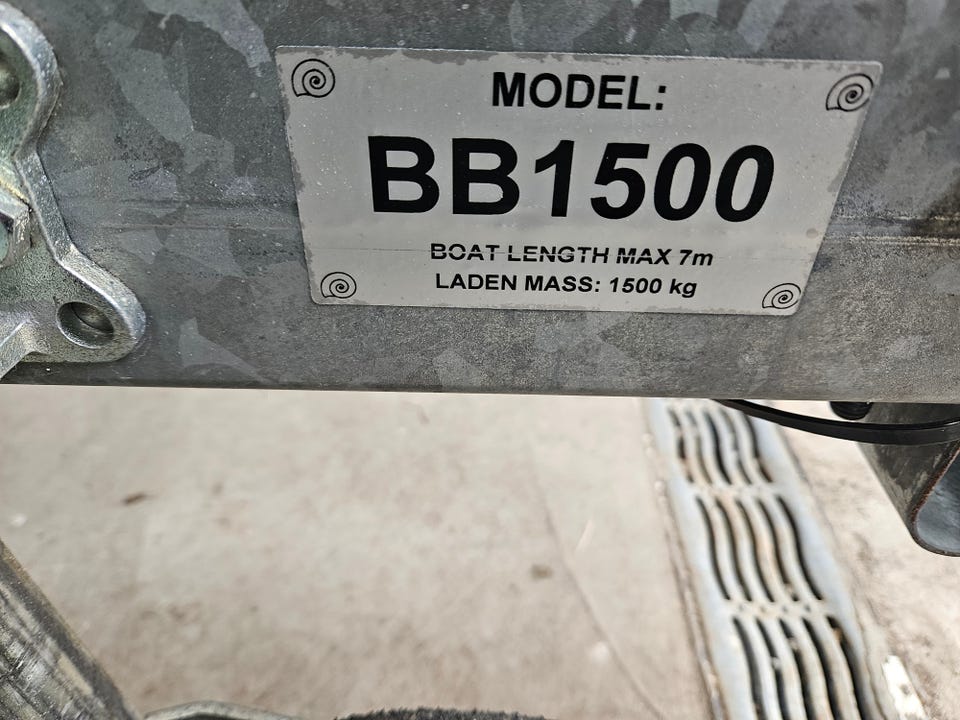 MODEL:
BB1500
BOAT LENGTH MAX 7m
LADEN MASS: 1500 kg